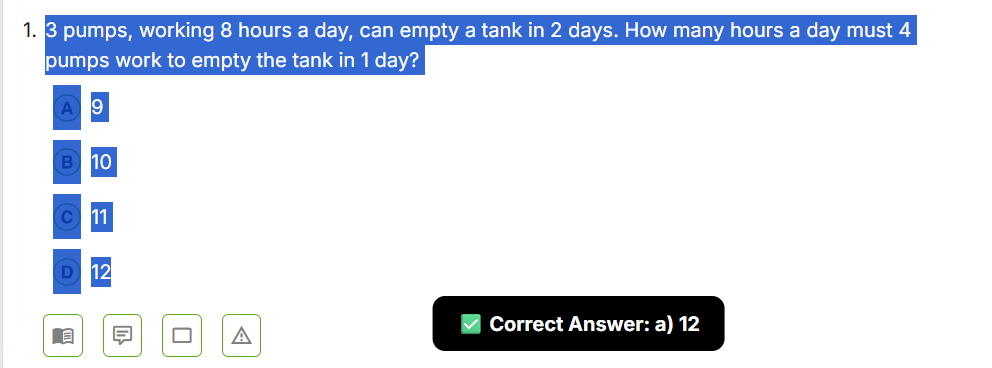 1. 3 pumps, working 8 hours a day, can empty a tank in 2 days. How many hours a day must 4
pumps work to empty the tank in 1 day?
A 9
B 10
C 11
D 12
✅ Correct Answer: a) 12